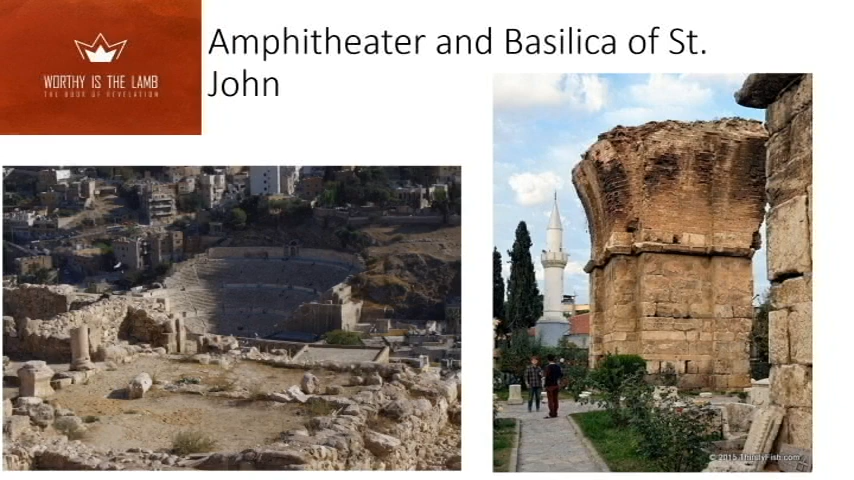 WORTHY IS THE LAMB
THE BOOK OF REVELATION
Amphitheater and Basilica of St.
John
© 2015 ThirstyFish.com